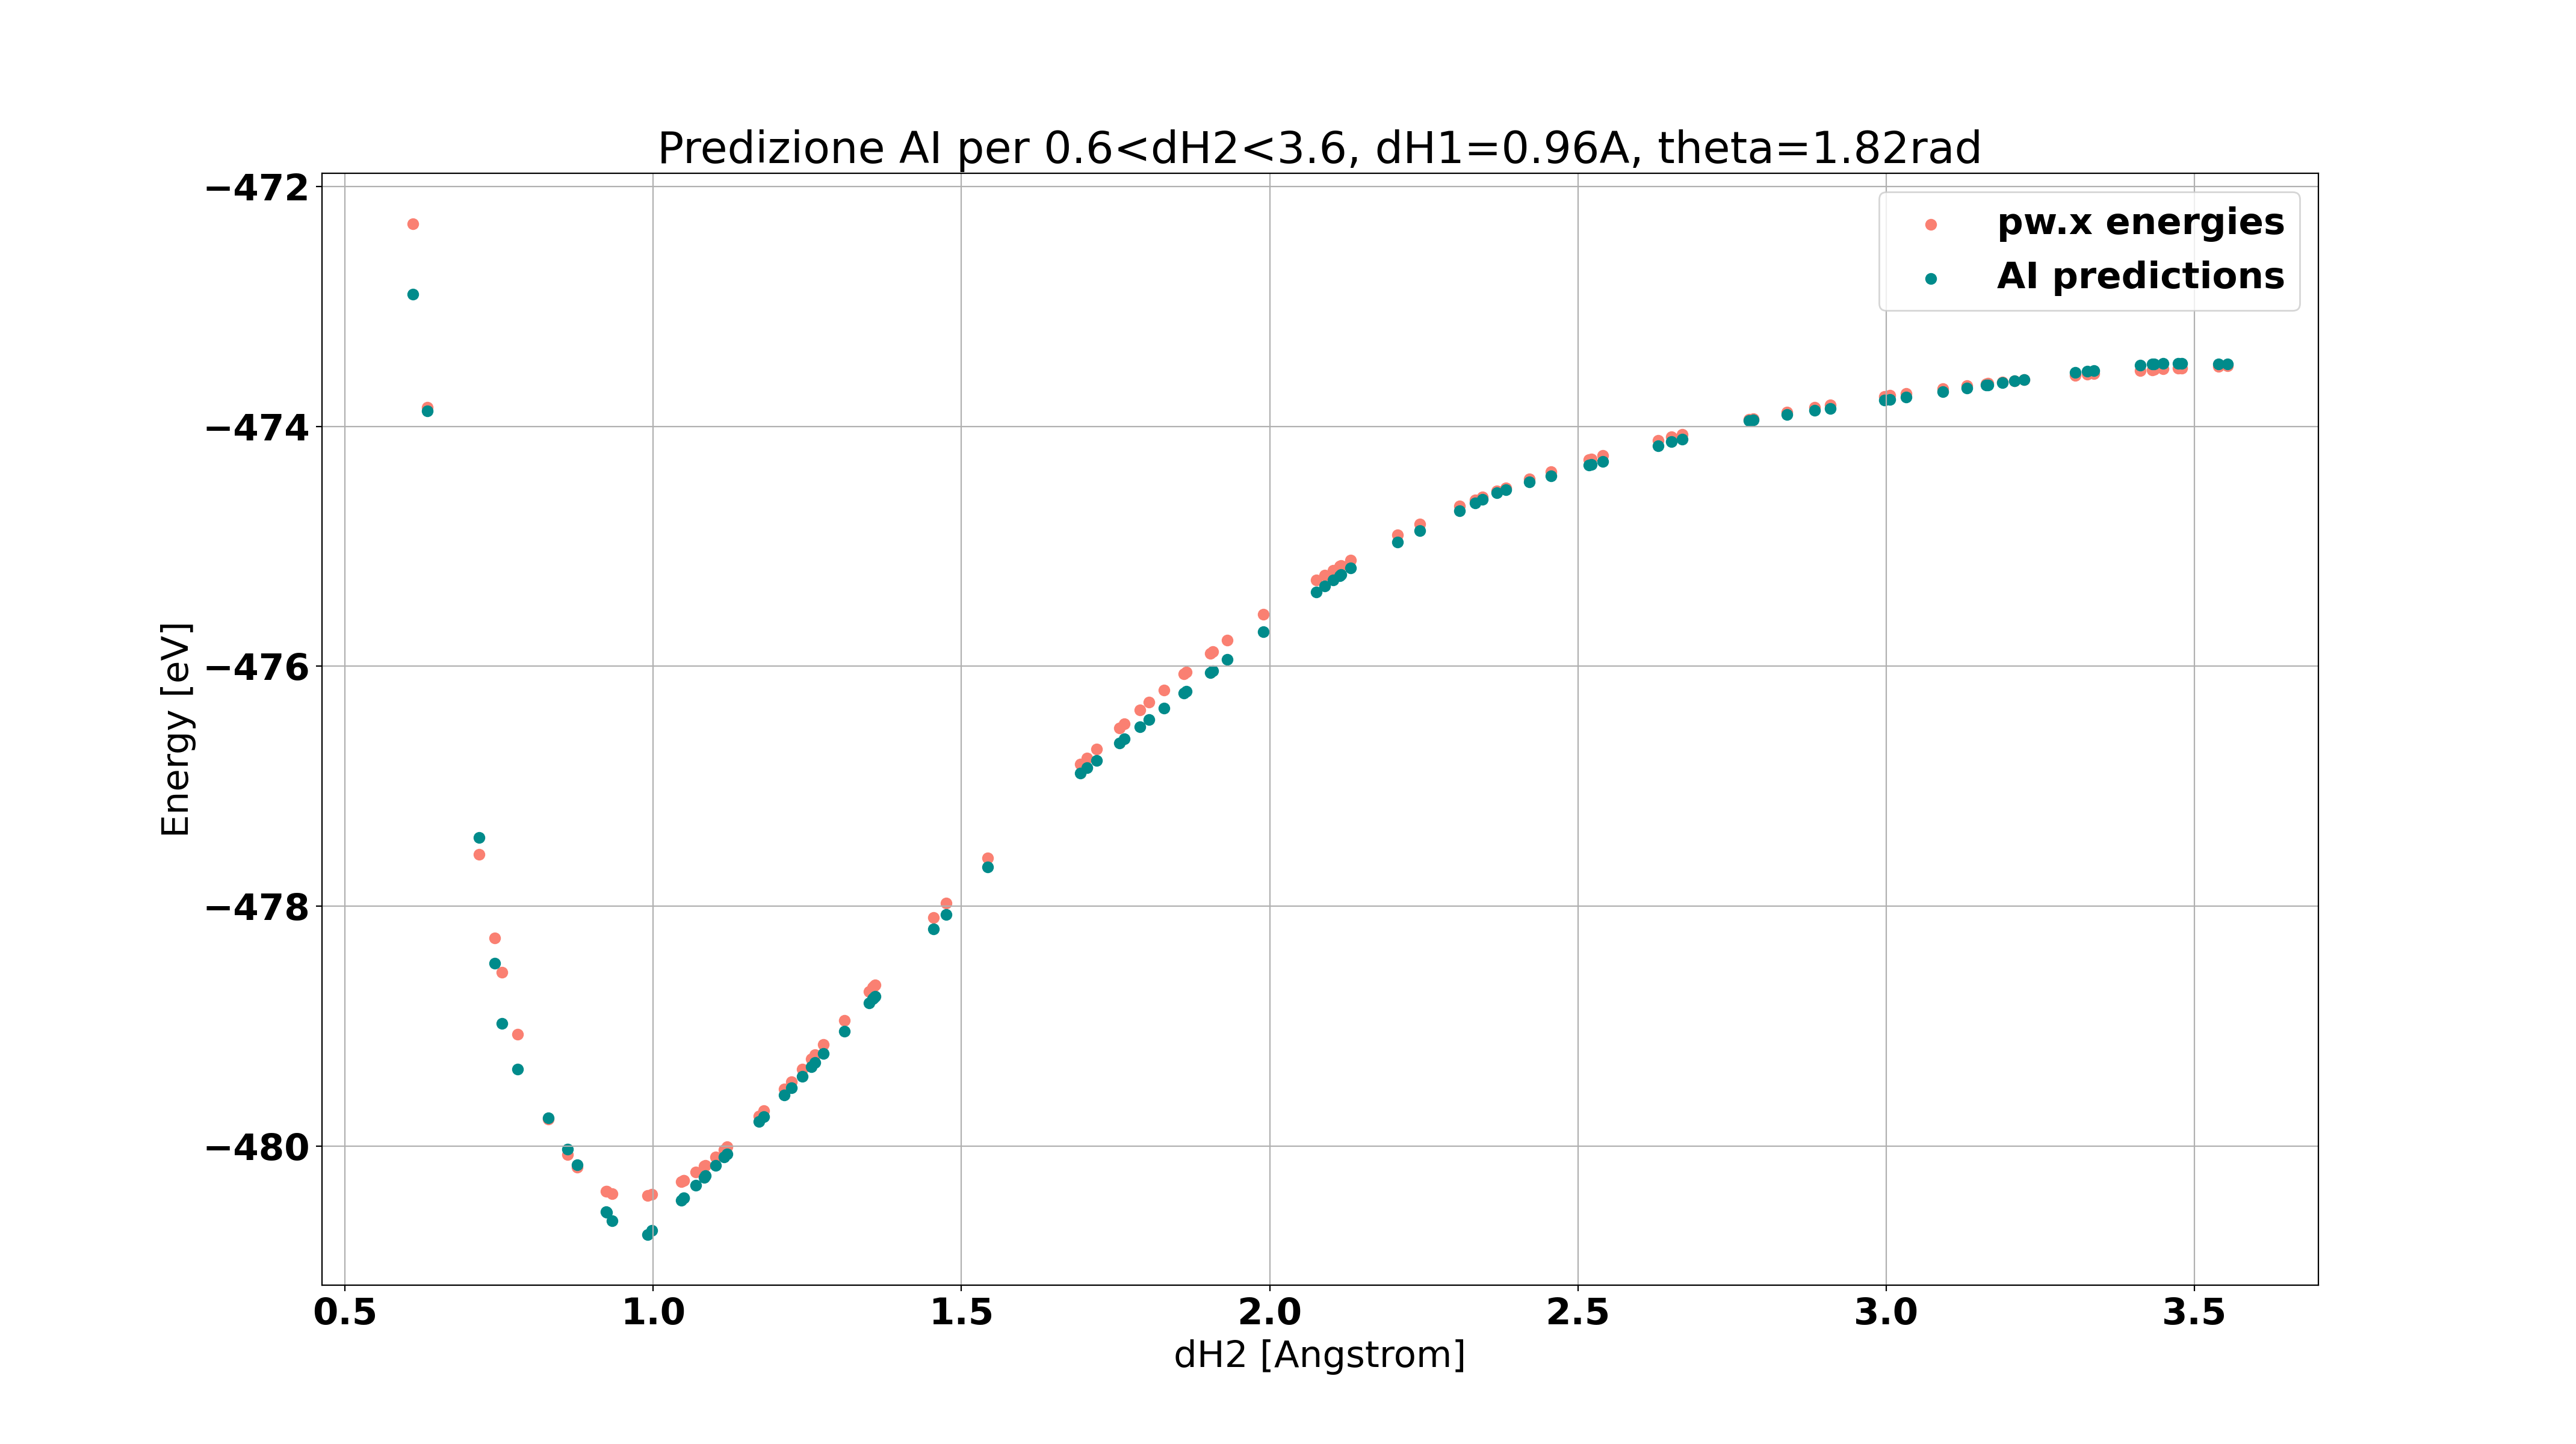 Predizione AI per 0.6<dH2<3.6, dH1=0.96A, theta=1.82rad
−472
−474
−476
−478
−480
Energy [eV]
pw.x energies
AI predictions
0.5 1.0 1.5 2.0 2.5 3.0 3.5
dH2 [Angstrom]